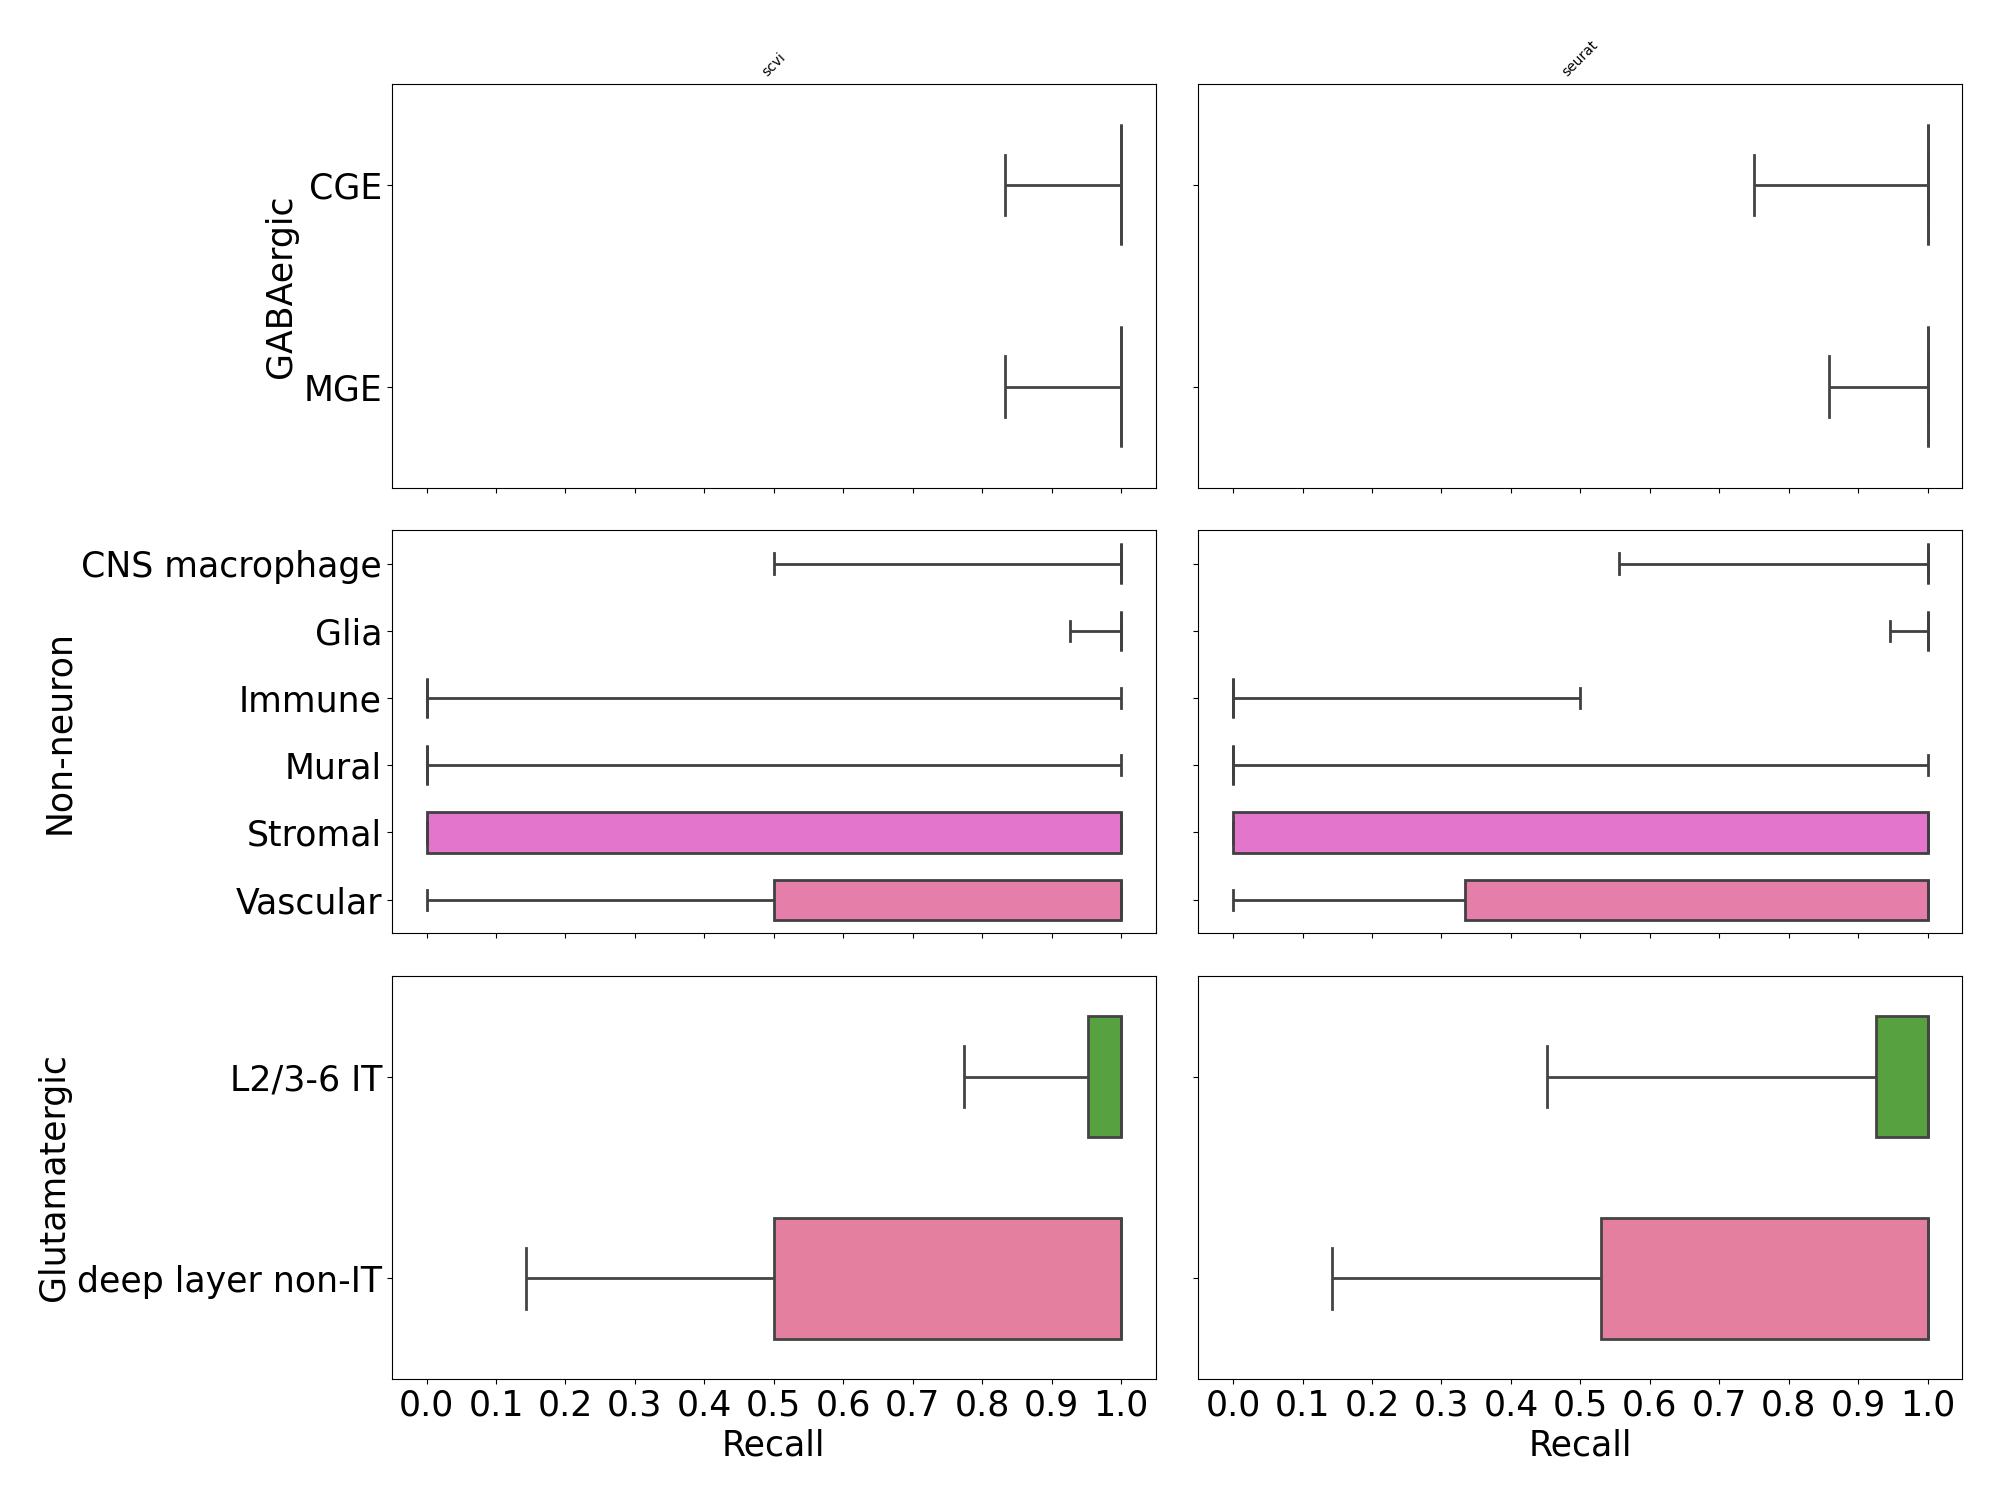 scvi
seurat
GABAergic
CGE
MGE
Non-neuron
CNS macrophage
Glia
Immune
Mural
Stromal
Vascular
Glutamatergic
L2/3-6 IT
deep layer non-IT
0.0 0.1 0.2 0.3 0.4 0.5 0.6 0.7 0.8 0.9 1.0
Recall
0.0 0.1 0.2 0.3 0.4 0.5 0.6 0.7 0.8 0.9 1.0
Recall